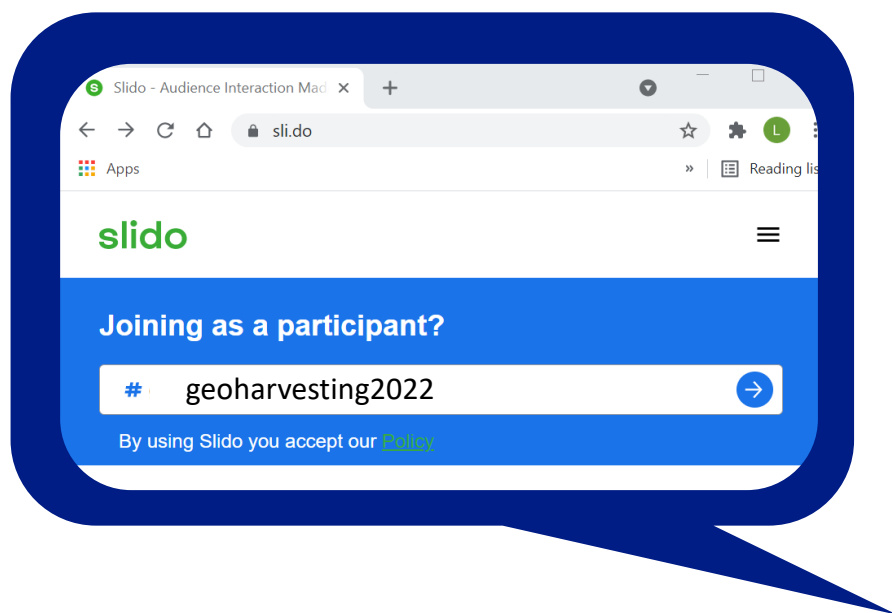 S Slido - Audience Interaction Mad
sli.do
L
Apps
» Reading lis
slido
Joining as a participant?
# geoharvesting2022
By using Slido you accept our Policy